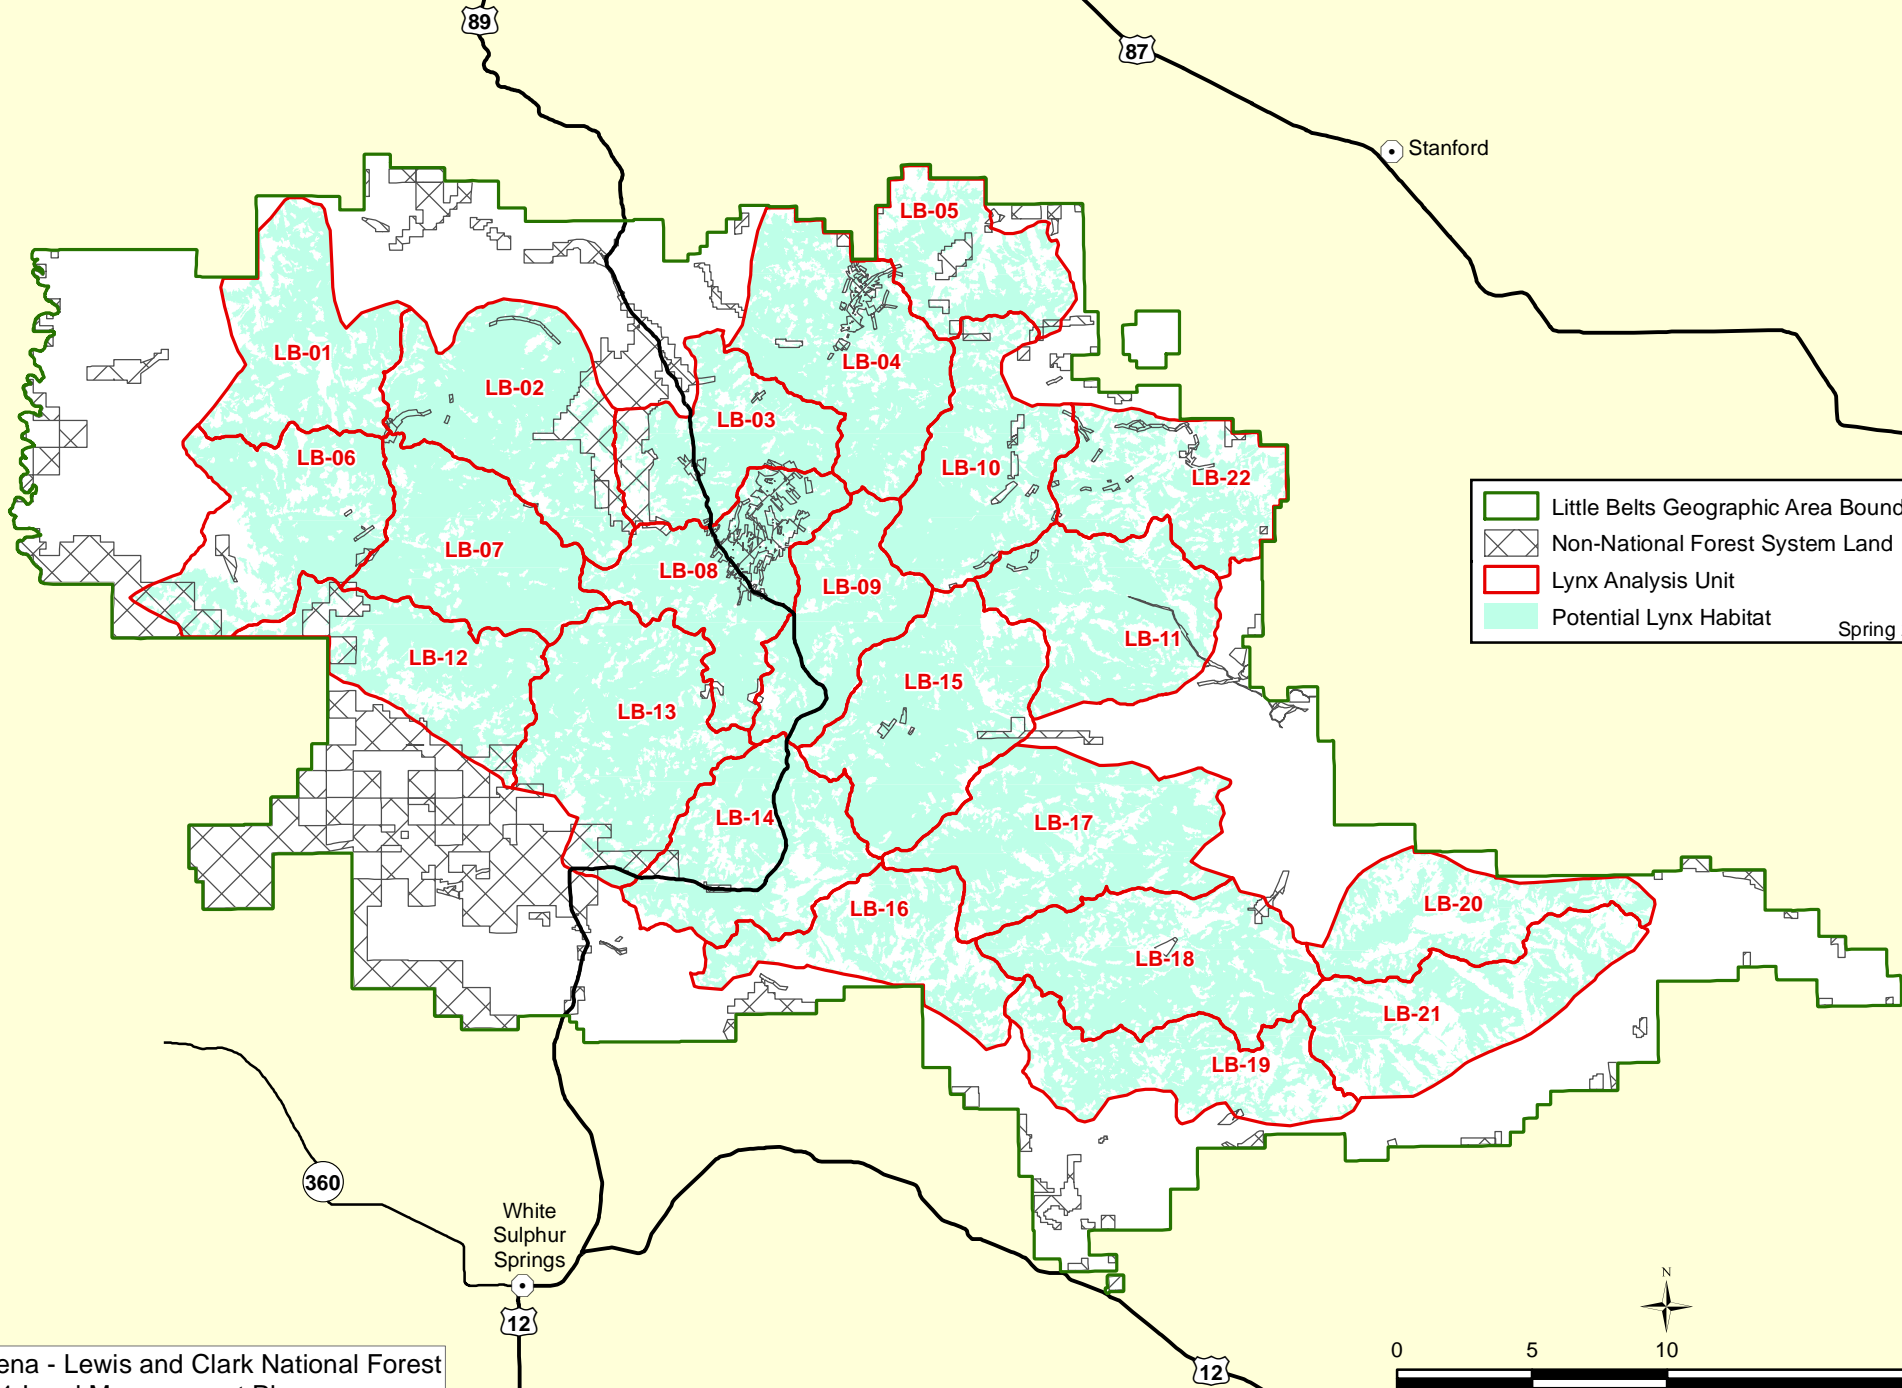 89
87
Stanford
LB-05
LB-01
LB-04
LB-02
LB-03
LB-06
LB-10
LB-22
Little Belts Geographic Area Bound
Non-National Forest System Land
Lynx Analysis Unit
Potential Lynx Habitat
Spring
LB-07
LB-08
LB-09
LB-11
LB-12
LB-15
LB-13
LB-14
LB-17
LB-16
LB-20
LB-18
LB-21
LB-19
360
White
Sulphur
Springs
12
12
N
0 5 10
ena - Lewis and Clark National Forest